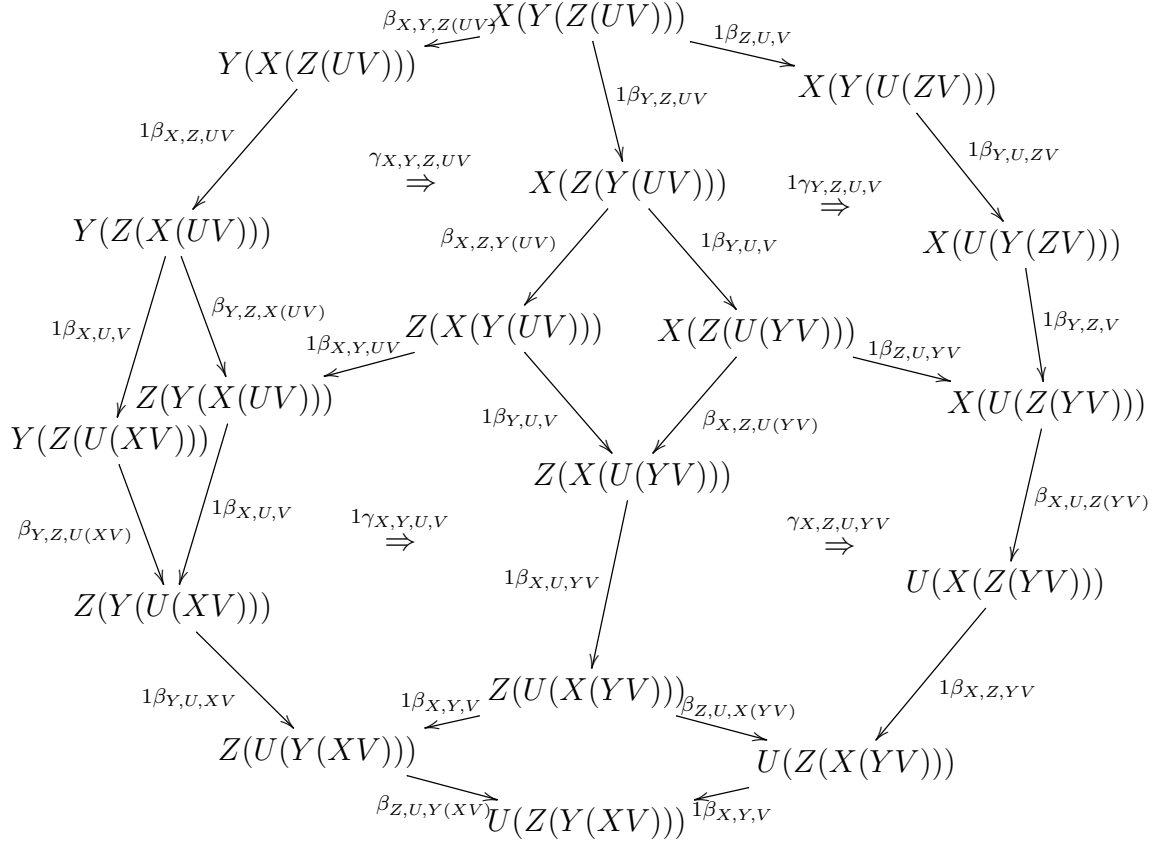 β_{X,Y,Z(UV)} X(Y(Z(UV)))
1β_{Z,U,V}
Y(X(Z(UV)))
X(Y(U(ZV)))
1β_{Y,Z,UV}
1β_{X,Z,UV}
1β_{Y,U,ZV}
γ_{X,Y,Z,UV}
⇒
X(Z(Y(UV)))
1γ_{Y,Z,U,V}
⇒
Y(Z(X(UV)))
β_{X,Z,Y(UV)}
1β_{Y,U,V}
X(U(Y(ZV)))
β_{Y,Z,X(UV)}
1β_{X,U,V}
Z(X(Y(UV)))
X(Z(U(YV)))
1β_{Y,Z,V}
1β_{X,Y,UV}
1β_{Z,U,YV}
Z(Y(X(UV)))
X(U(Z(YV)))
Y(Z(U(XV)))
1β_{Y,U,V}
β_{X,Z,U(YV)}
Z(X(U(YV)))
β_{Y,Z,U(XV)}
1β_{X,U,V}
1γ_{X,Y,U,V}
⇒
γ_{X,Z,U,YV}
⇒
β_{X,U,Z(YV)}
1β_{X,U,YV}
U(X(Z(YV)))
Z(Y(U(XV)))
1β_{Y,U,XV}
1β_{X,Z,YV}
1β_{X,Y,V}
Z(U(X(YV)))
β_{Z,U,X(YV)}
Z(U(Y(XV)))
U(Z(X(YV)))
β_{Z,U,Y(XV)}
U(Z(Y(XV)))
1β_{X,Y,V}